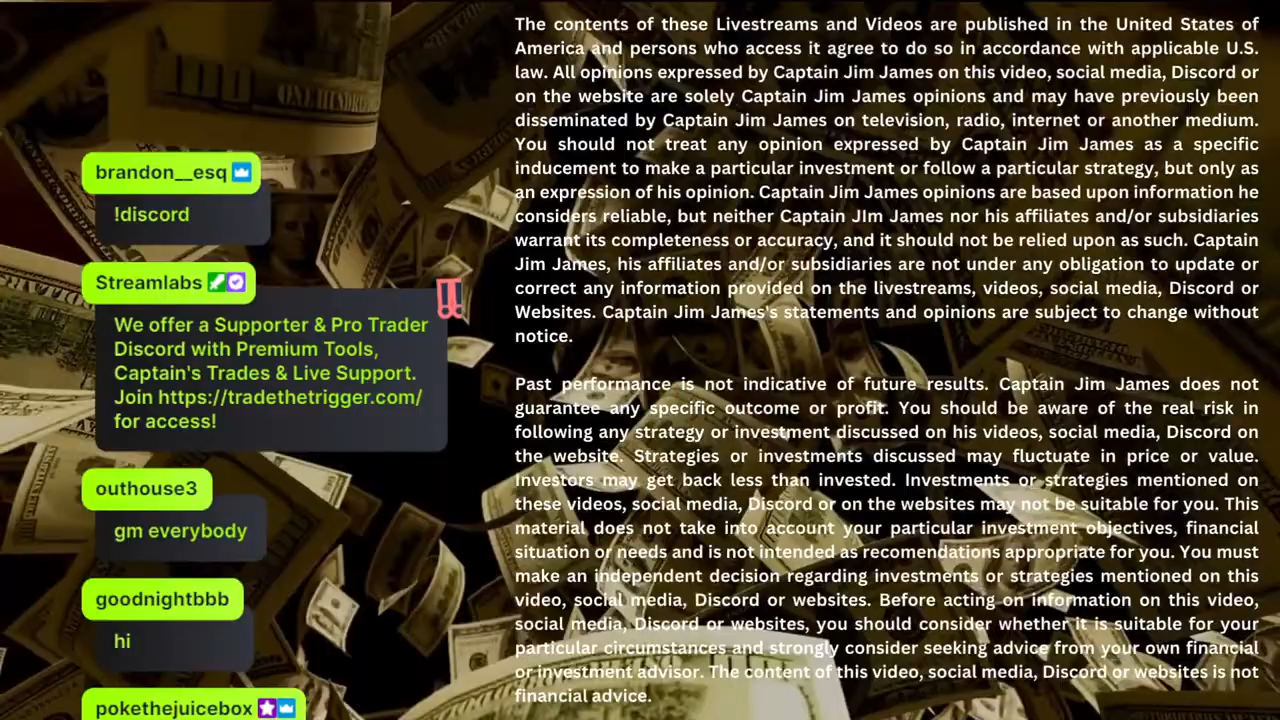 brandon__esq
!discord
Streamlabs
We offer a Supporter & Pro Trader
Discord with Premium Tools,
Captain's Trades & Live Support.
Join https://tradethetrigger.com/
for access!
outhouse3
gm everybody
goodnightbbb
hi
pokethejuicebox
The contents of these Livestreams and Videos are published in the United States of
America and persons who access it agree to do so in accordance with applicable U.S.
law. All opinions expressed by Captain Jim James on this video, social media, Discord or
on the website are solely Captain Jim James opinions and may have previously been
disseminated by Captain Jim James on television, radio, internet or another medium.
You should not treat any opinion expressed by Captain Jim James as a specific
inducement to make a particular investment or follow a particular strategy, but only as
an expression of his opinion. Captain Jim James opinions are based upon information he
considers reliable, but neither Captain JIm James nor his affiliates and/or subsidiaries
warrant its completeness or accuracy, and it should not be relied upon as such. Captain
Jim James, his affiliates and/or subsidiaries are not under any obligation to update or
correct any information provided on the livestreams, videos, social media, Discord or
Websites. Captain Jim James's statements and opinions are subject to change without
notice.
Past performance is not indicative of future results. Captain Jim James does not
guarantee any specific outcome or profit. You should be aware of the real risk in
following any strategy or investment discussed on his videos, social media, Discord on
the website. Strategies or investments discussed may fluctuate in price or value.
Investors may get back less than invested. Investments or strategies mentioned on
these videos, social media, Discord or on the websites may not be suitable for you. This
material does not take into account your particular investment objectives, financial
situation or needs and is not intended as recomendations appropriate for you. You must
make an independent decision regarding investments or strategies mentioned on this
video, social media, Discord or websites. Before acting on information on this video,
social media, Discord or websites, you should consider whether it is suitable for your
particular circumstances and strongly consider seeking advice from your own financial
or investment advisor. The content of this video, social media, Discord or websites is not
financial advice.